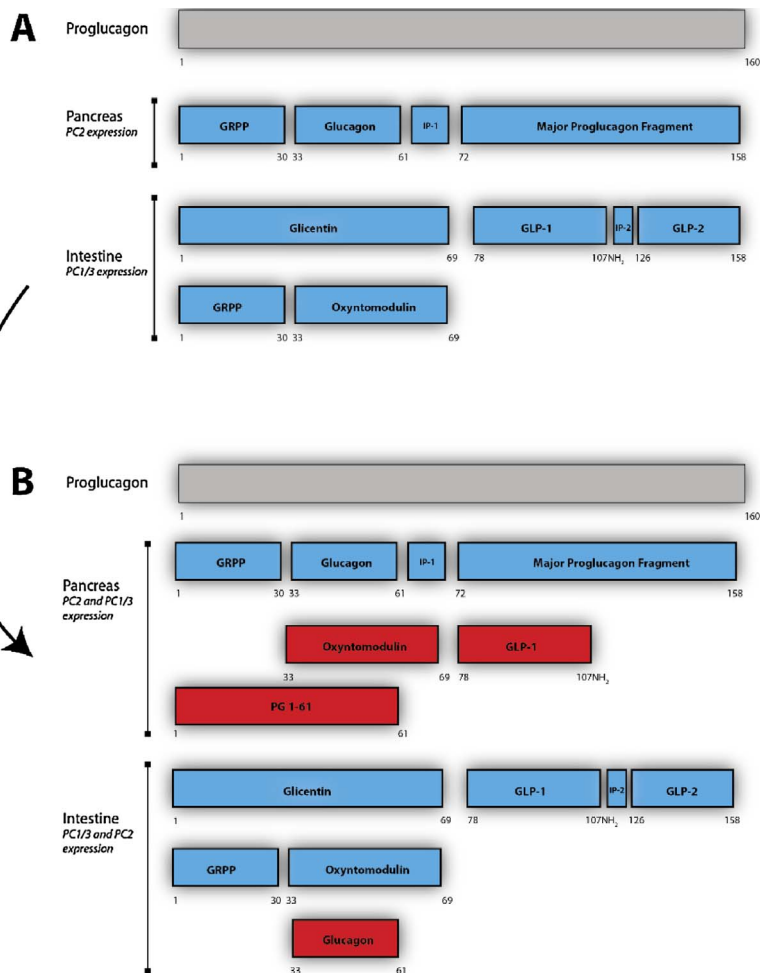 A
Proglucagon
1 160
Pancreas
PC2 expression
GRPP Glucagon IP-1 Major Proglucagon Fragment
1 30 33 61 72 158
Intestine
PC1/3 expression
Glicentin GLP-1 IP-2 GLP-2
1 69 78 107NH₂ 126 158
GRPP Oxyntomodulin
1 30 33 69
B
Proglucagon
1 160
Pancreas
PC2 and PC1/3
expression
GRPP Glucagon IP-1 Major Proglucagon Fragment
1 30 33 61 72 158
Oxyntomodulin GLP-1
33 69 78 107NH₂
PG 1-61
1 61
Intestine
PC1/3 and PC2
expression
Glicentin GLP-1 IP-2 GLP-2
1 69 78 107NH₂ 126 158
GRPP Oxyntomodulin
1 30 33 69
Glucagon
33 61